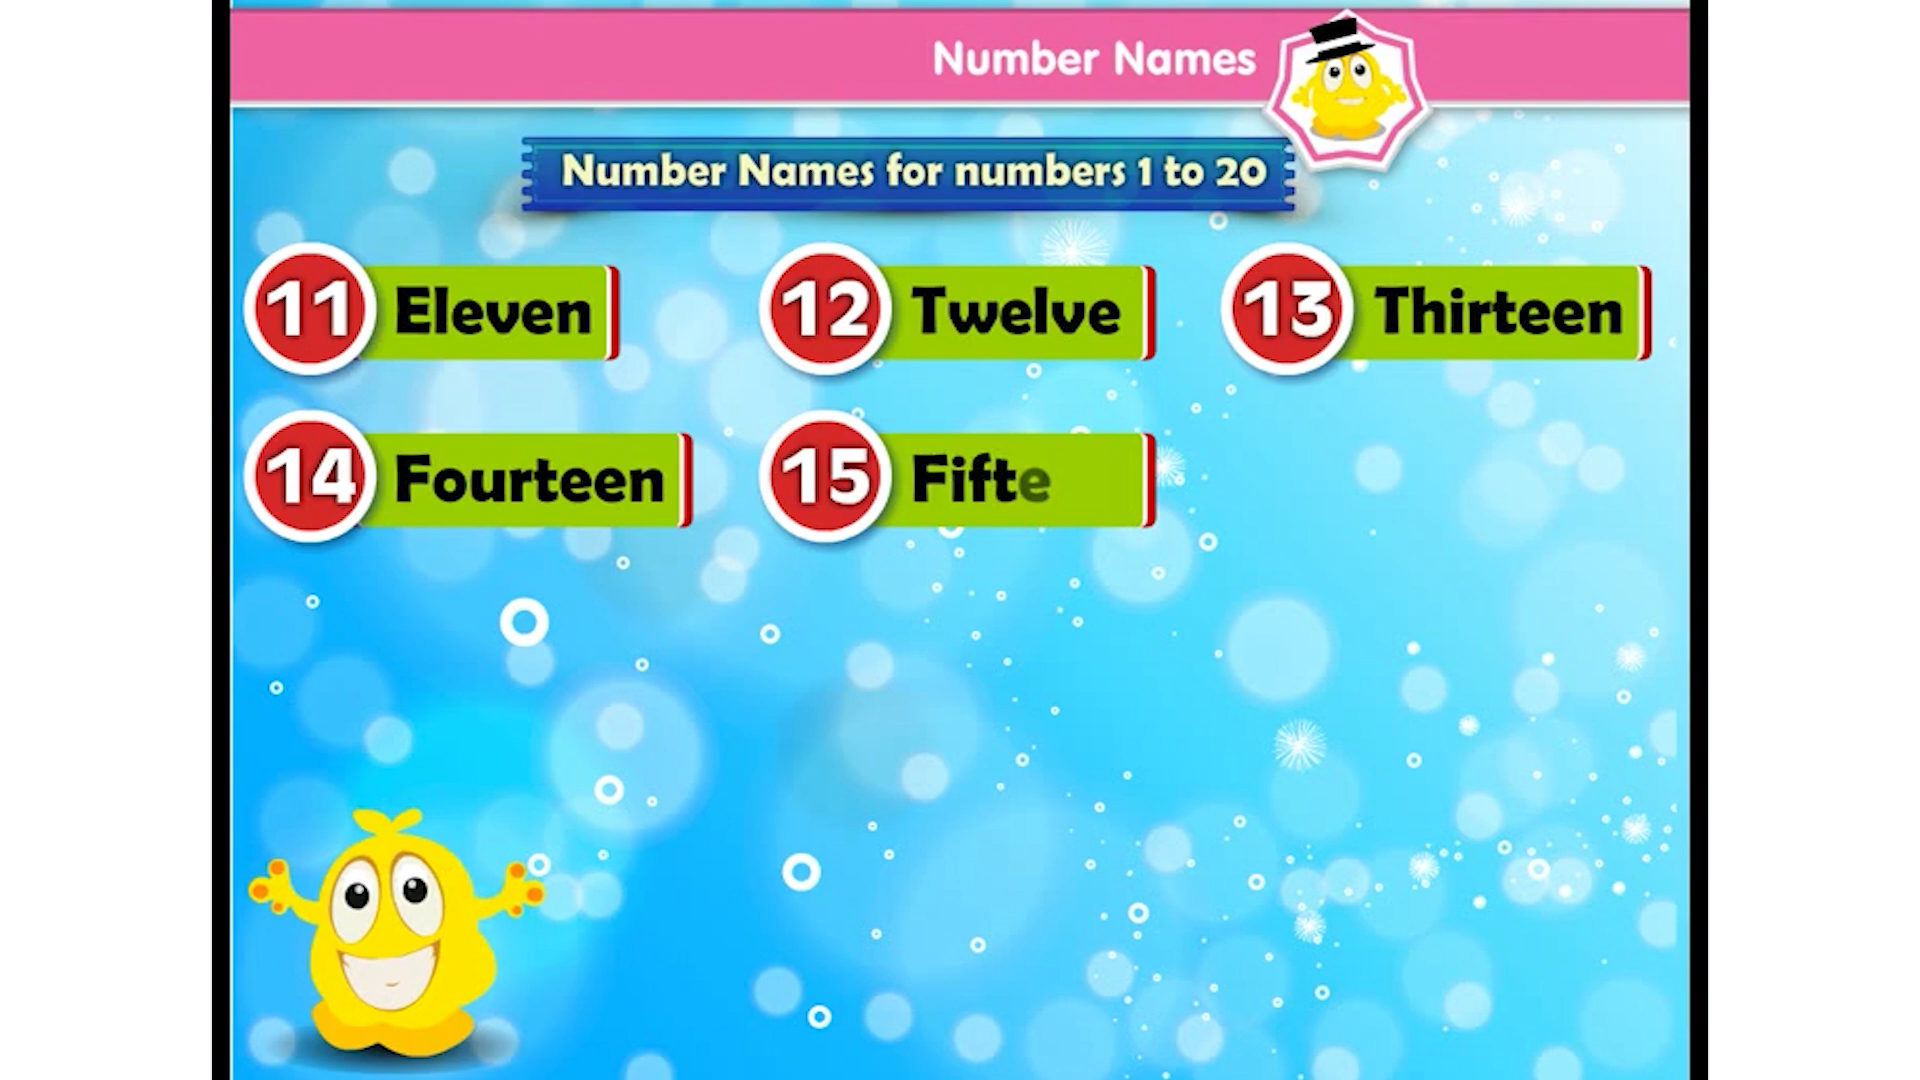 Number Names
Number Names for numbers 1 to 20
11 Eleven
12 Twelve
13 Thirteen
14 Fourteen
15 Fifte